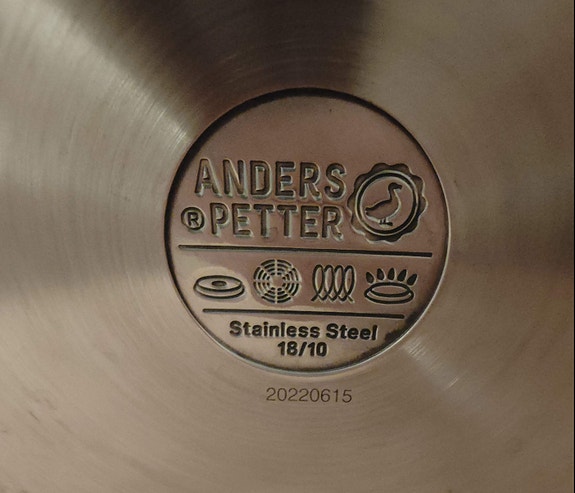 ANDERS
® PETTER
Stainless Steel
18/10
20220615